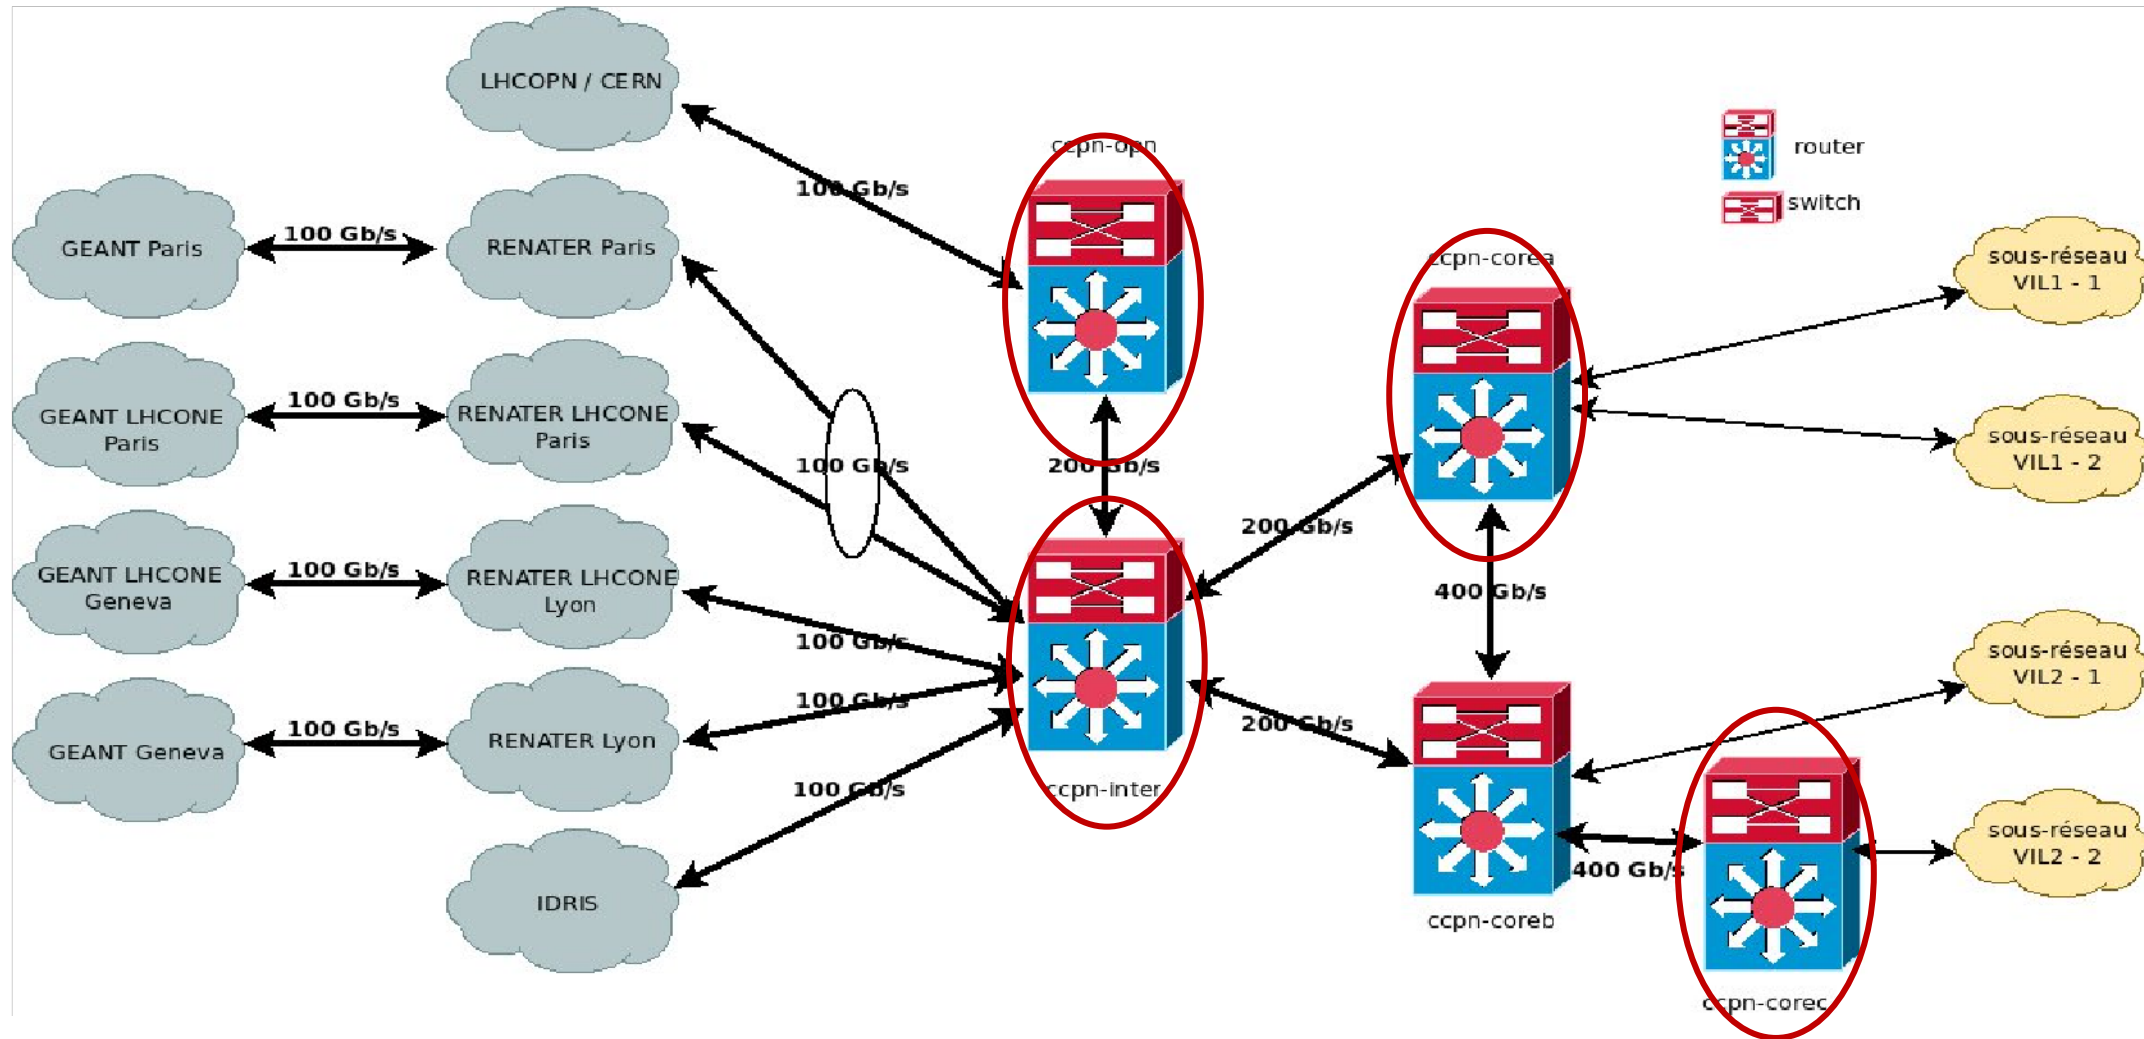 LHCOPN / CERN
ccpn-opn
router
switch
100 Gb/s
GEANT Paris
100 Gb/s
RENATER Paris
ccpn-corea
sous-réseau
VIL1 - 1
GEANT LHCONE
Paris
100 Gb/s
RENATER LHCONE
Paris
100 Gb/s
200 Gb/s
sous-réseau
VIL1 - 2
200 Gb/s
GEANT LHCONE
Geneva
100 Gb/s
RENATER LHCONE
Lyon
400 Gb/s
100 Gb/s
sous-réseau
VIL2 - 1
100 Gb/s
200 Gb/s
GEANT Geneva
100 Gb/s
RENATER Lyon
100 Gb/s
ccpn-inter
sous-réseau
VIL2 - 2
400 Gb/s
IDRIS
ccpn-coreb
ccpn-corec